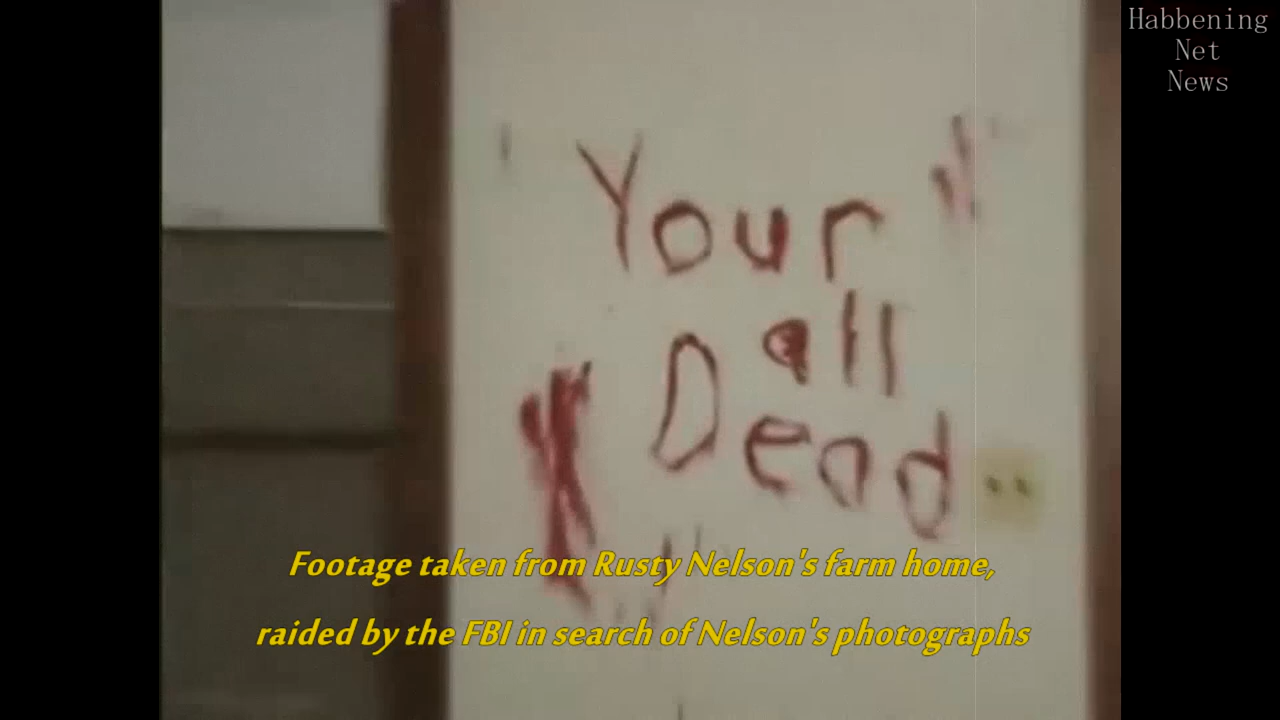 Habbening
Net
News
Your
all
Dead..
Footage taken from Rusty Nelson's farm home,
raided by the FBI in search of Nelson's photographs